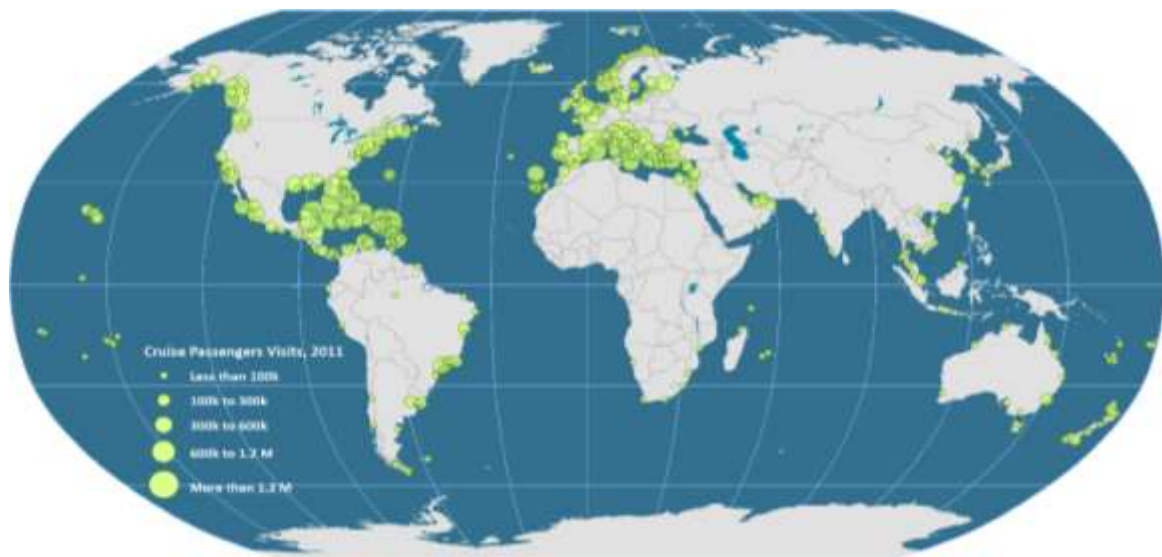 Cruise Passengers Visits, 2011
Less than 100k
100k to 300k
300k to 600k
600k to 1.2 M
More than 1.2 M